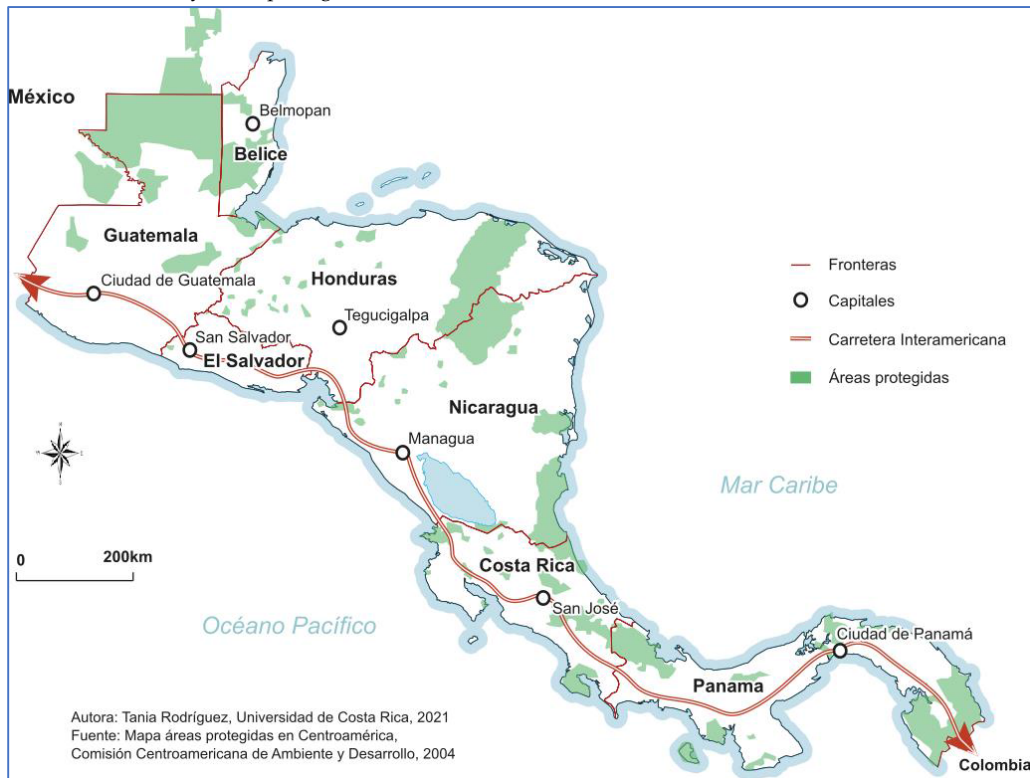 México
Belmopan
Belice
Guatemala
Ciudad de Guatemala
Honduras
Tegucigalpa
San Salvador
El Salvador
Nicaragua
Managua
Fronteras
Capitales
Carretera Interamericana
Áreas protegidas
Mar Caribe
0 200km
Costa Rica
San José
Océano Pacífico
Ciudad de Panamá
Panama
Colombia
Autora: Tania Rodríguez, Universidad de Costa Rica, 2021
Fuente: Mapa áreas protegidas en Centroamérica,
Comisión Centroamericana de Ambiente y Desarrollo, 2004